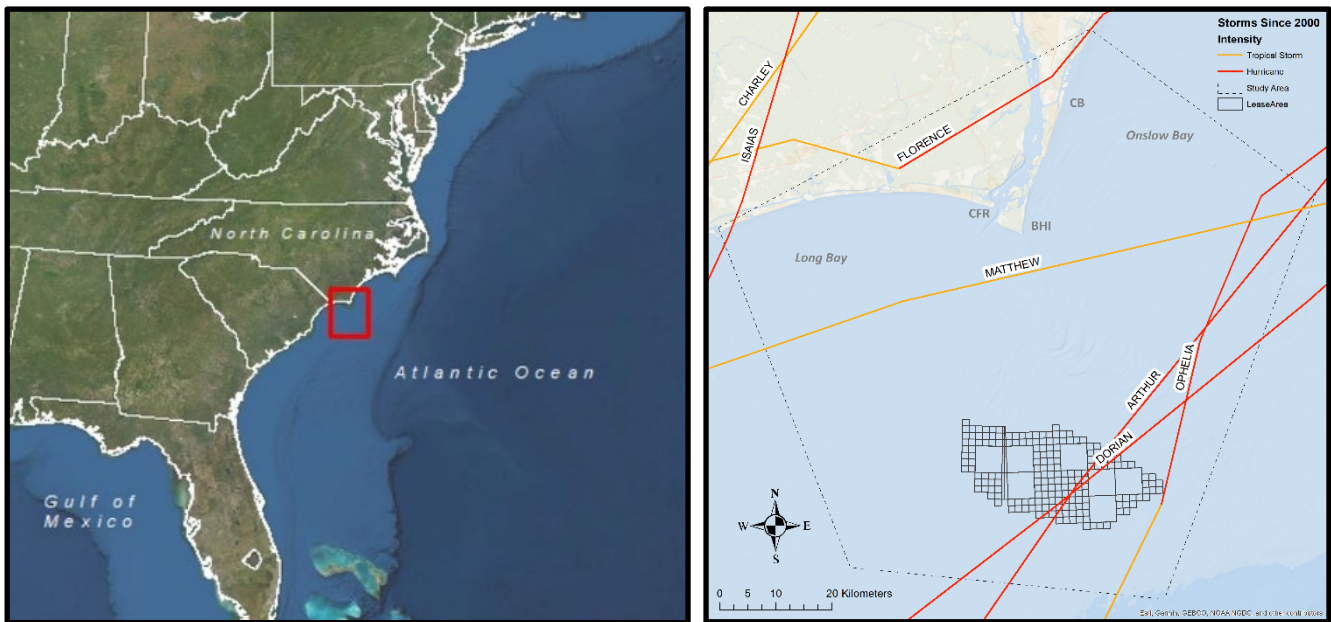 North Carolina
Atlantic Ocean
Gulf of
Mexico
Storms Since 2000
Intensity
Tropical Storm
Hurricane
Study Area
LeaseArea
CHARLEY
ISAIAS
FLORENCE
CB
Onslow Bay
CFR
BHI
Long Bay
MATTHEW
OPHELIA
ARTHUR
DORIAN
N
W
E
S
0 5 10 20 Kilometers
Esri, Garmin, GEBCO, NOAA NGDC, and other contributors